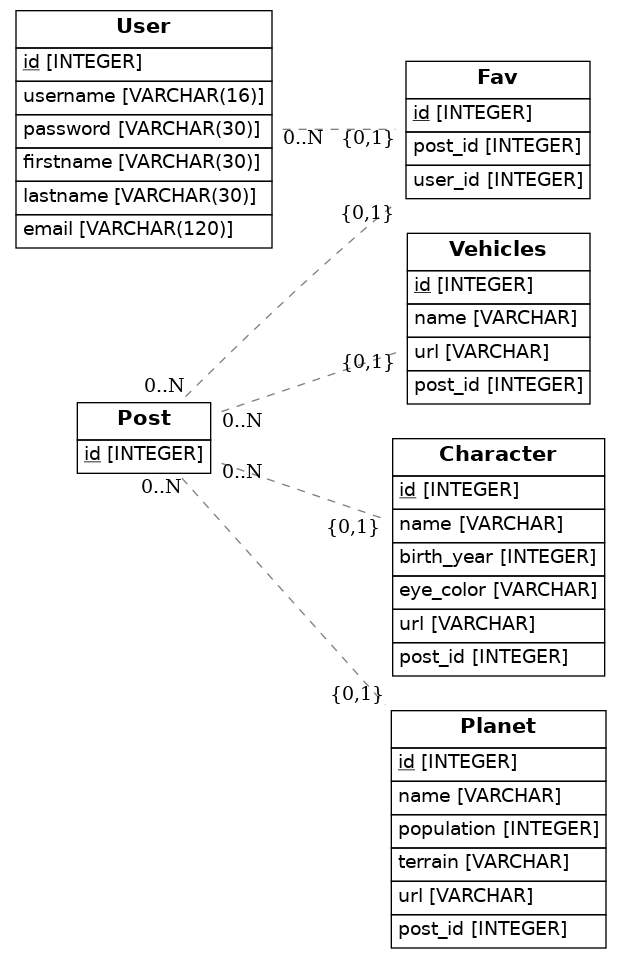 User
id [INTEGER]
username [VARCHAR(16)]
password [VARCHAR(30)]
firstname [VARCHAR(30)]
lastname [VARCHAR(30)]
email [VARCHAR(120)]
0..N
{0,1}
Fav
id [INTEGER]
post_id [INTEGER]
user_id [INTEGER]
{0,1}
Vehicles
id [INTEGER]
name [VARCHAR]
url [VARCHAR]
post_id [INTEGER]
{0,1}
0..N
Post
id [INTEGER]
0..N
0..N
0..N
Character
id [INTEGER]
name [VARCHAR]
birth_year [INTEGER]
eye_color [VARCHAR]
url [VARCHAR]
post_id [INTEGER]
{0,1}
{0,1}
Planet
id [INTEGER]
name [VARCHAR]
population [INTEGER]
terrain [VARCHAR]
url [VARCHAR]
post_id [INTEGER]